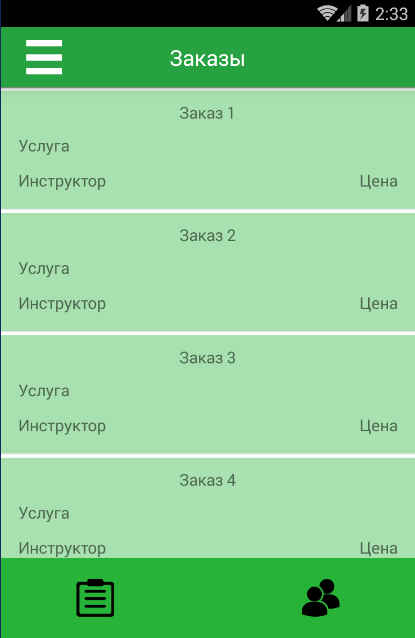 2:33
Заказы
Заказ 1
Услуга
Инструктор Цена
Заказ 2
Услуга
Инструктор Цена
Заказ 3
Услуга
Инструктор Цена
Заказ 4
Услуга
Инструктор Цена